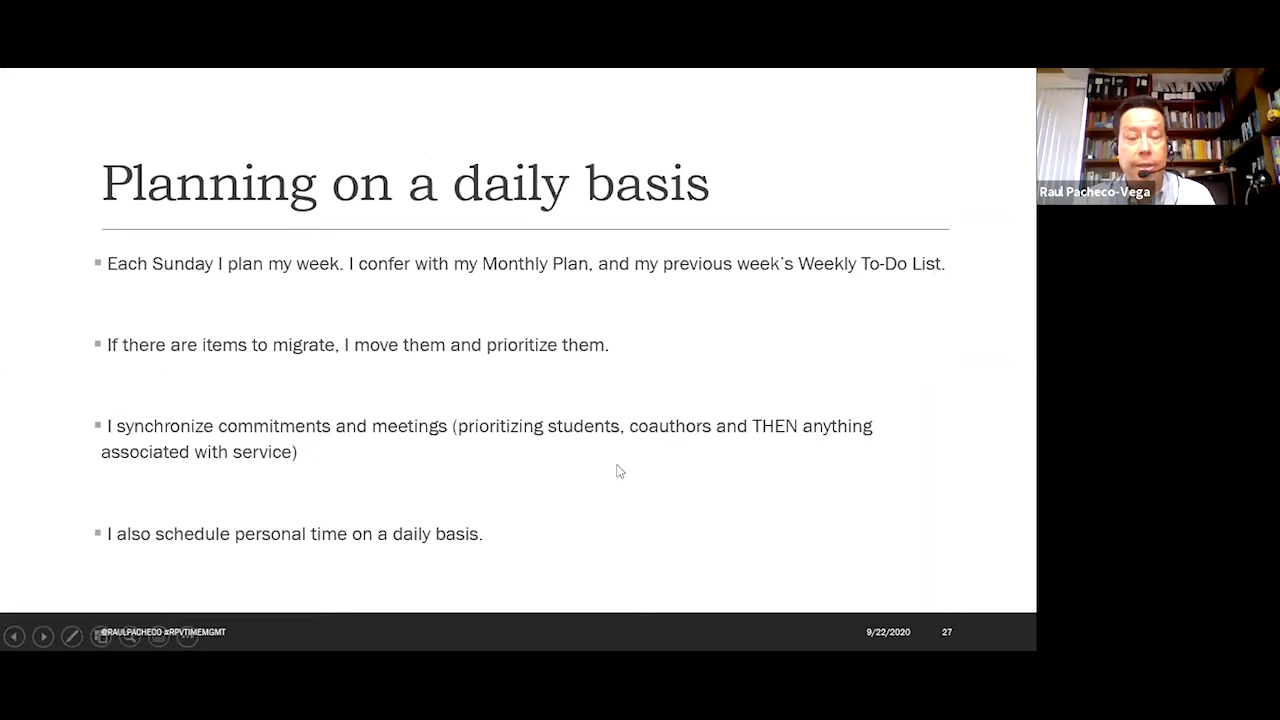 Planning on a daily basis
Each Sunday I plan my week. I confer with my Monthly Plan, and my previous week's Weekly To-Do List.
If there are items to migrate, I move them and prioritize them.
I synchronize commitments and meetings (prioritizing students, coauthors and THEN anything
associated with service)
I also schedule personal time on a daily basis.
@RAULPACHECO #RPVTIMEMGMT
9/22/2020
27
Raul Pacheco-Vega